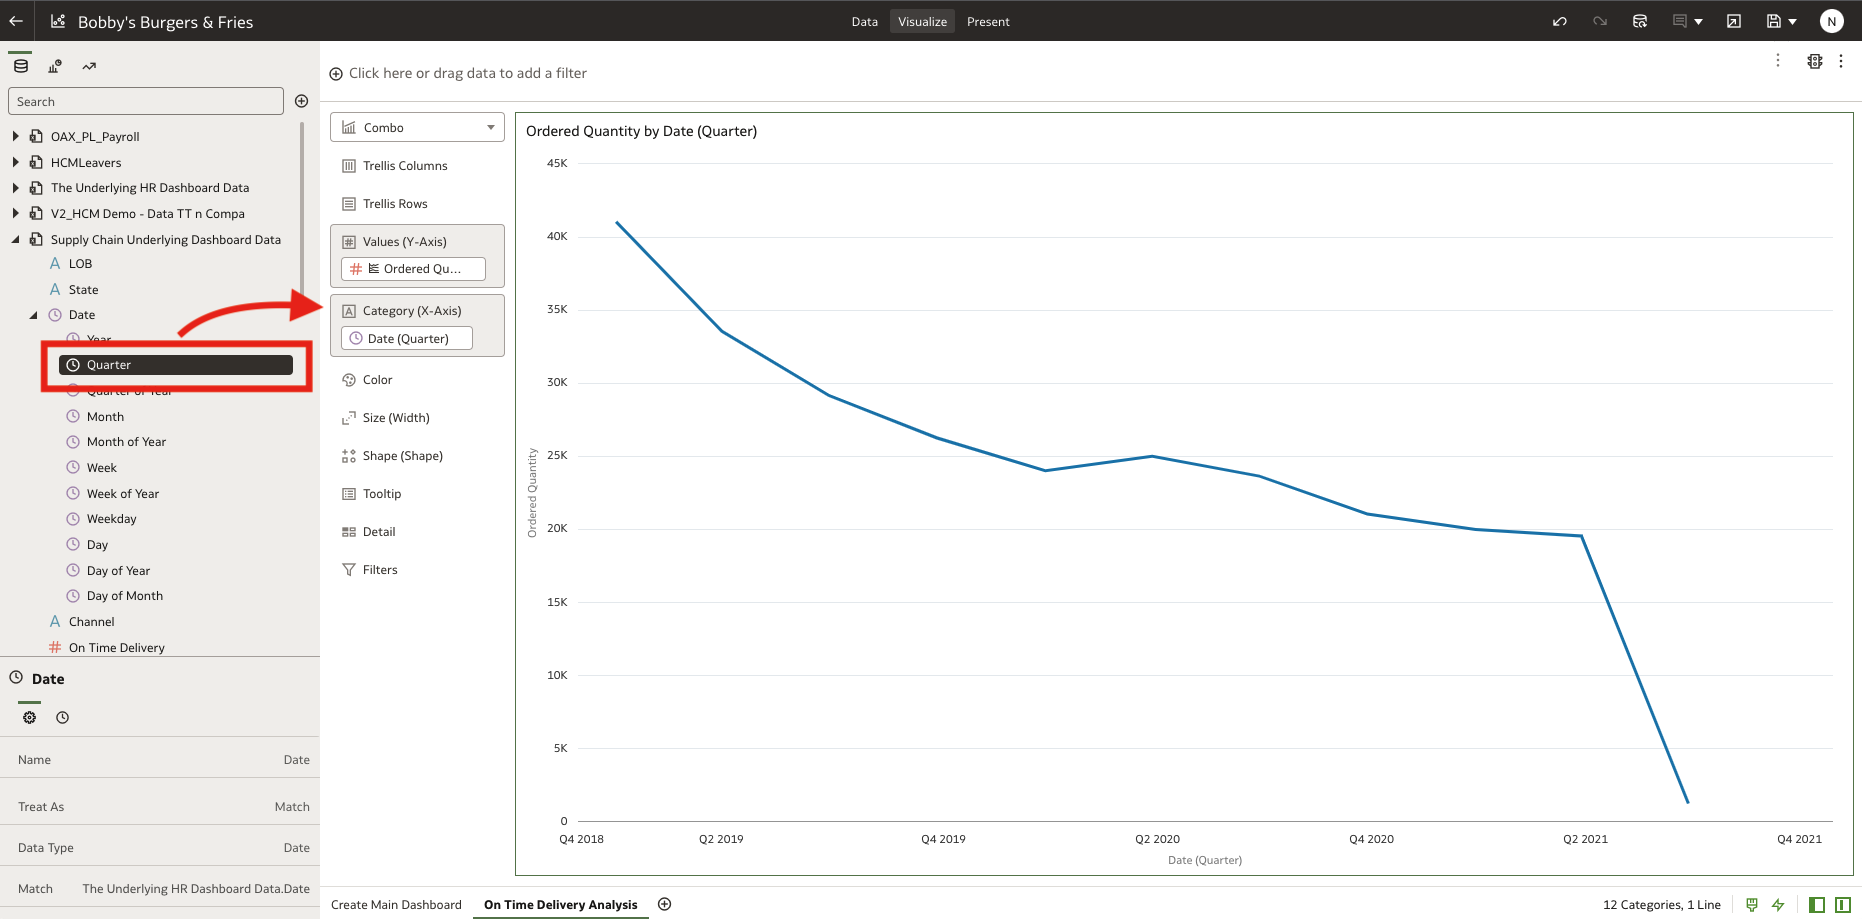 Bobby's Burgers & Fries
Data
Visualize
Present
N
Search
OAX_PL_Payroll
HCMLeavers
The Underlying HR Dashboard Data
V2_HCM Demo - Data TT n Compa
Supply Chain Underlying Dashboard Data
A LOB
A State
Date
Year
Quarter
Quarter of Year
Month
Month of Year
Week
Week of Year
Weekday
Day
Day of Year
Day of Month
A Channel
# On Time Delivery
Date
Name Date
Treat As Match
Data Type Date
Match The Underlying HR Dashboard Data.Date
Click here or drag data to add a filter
Combo
Trellis Columns
Trellis Rows
# Values (Y-Axis)
# Ordered Qu...
A Category (X-Axis)
Date (Quarter)
Color
Size (Width)
Shape (Shape)
Tooltip
Detail
Filters
Ordered Quantity by Date (Quarter)
45K
40K
35K
30K
25K
20K
15K
10K
5K
0
Ordered Quantity
Q4 2018 Q2 2019 Q4 2019 Q2 2020 Q4 2020 Q2 2021 Q4 2021
Date (Quarter)
Create Main Dashboard
On Time Delivery Analysis
12 Categories, 1 Line